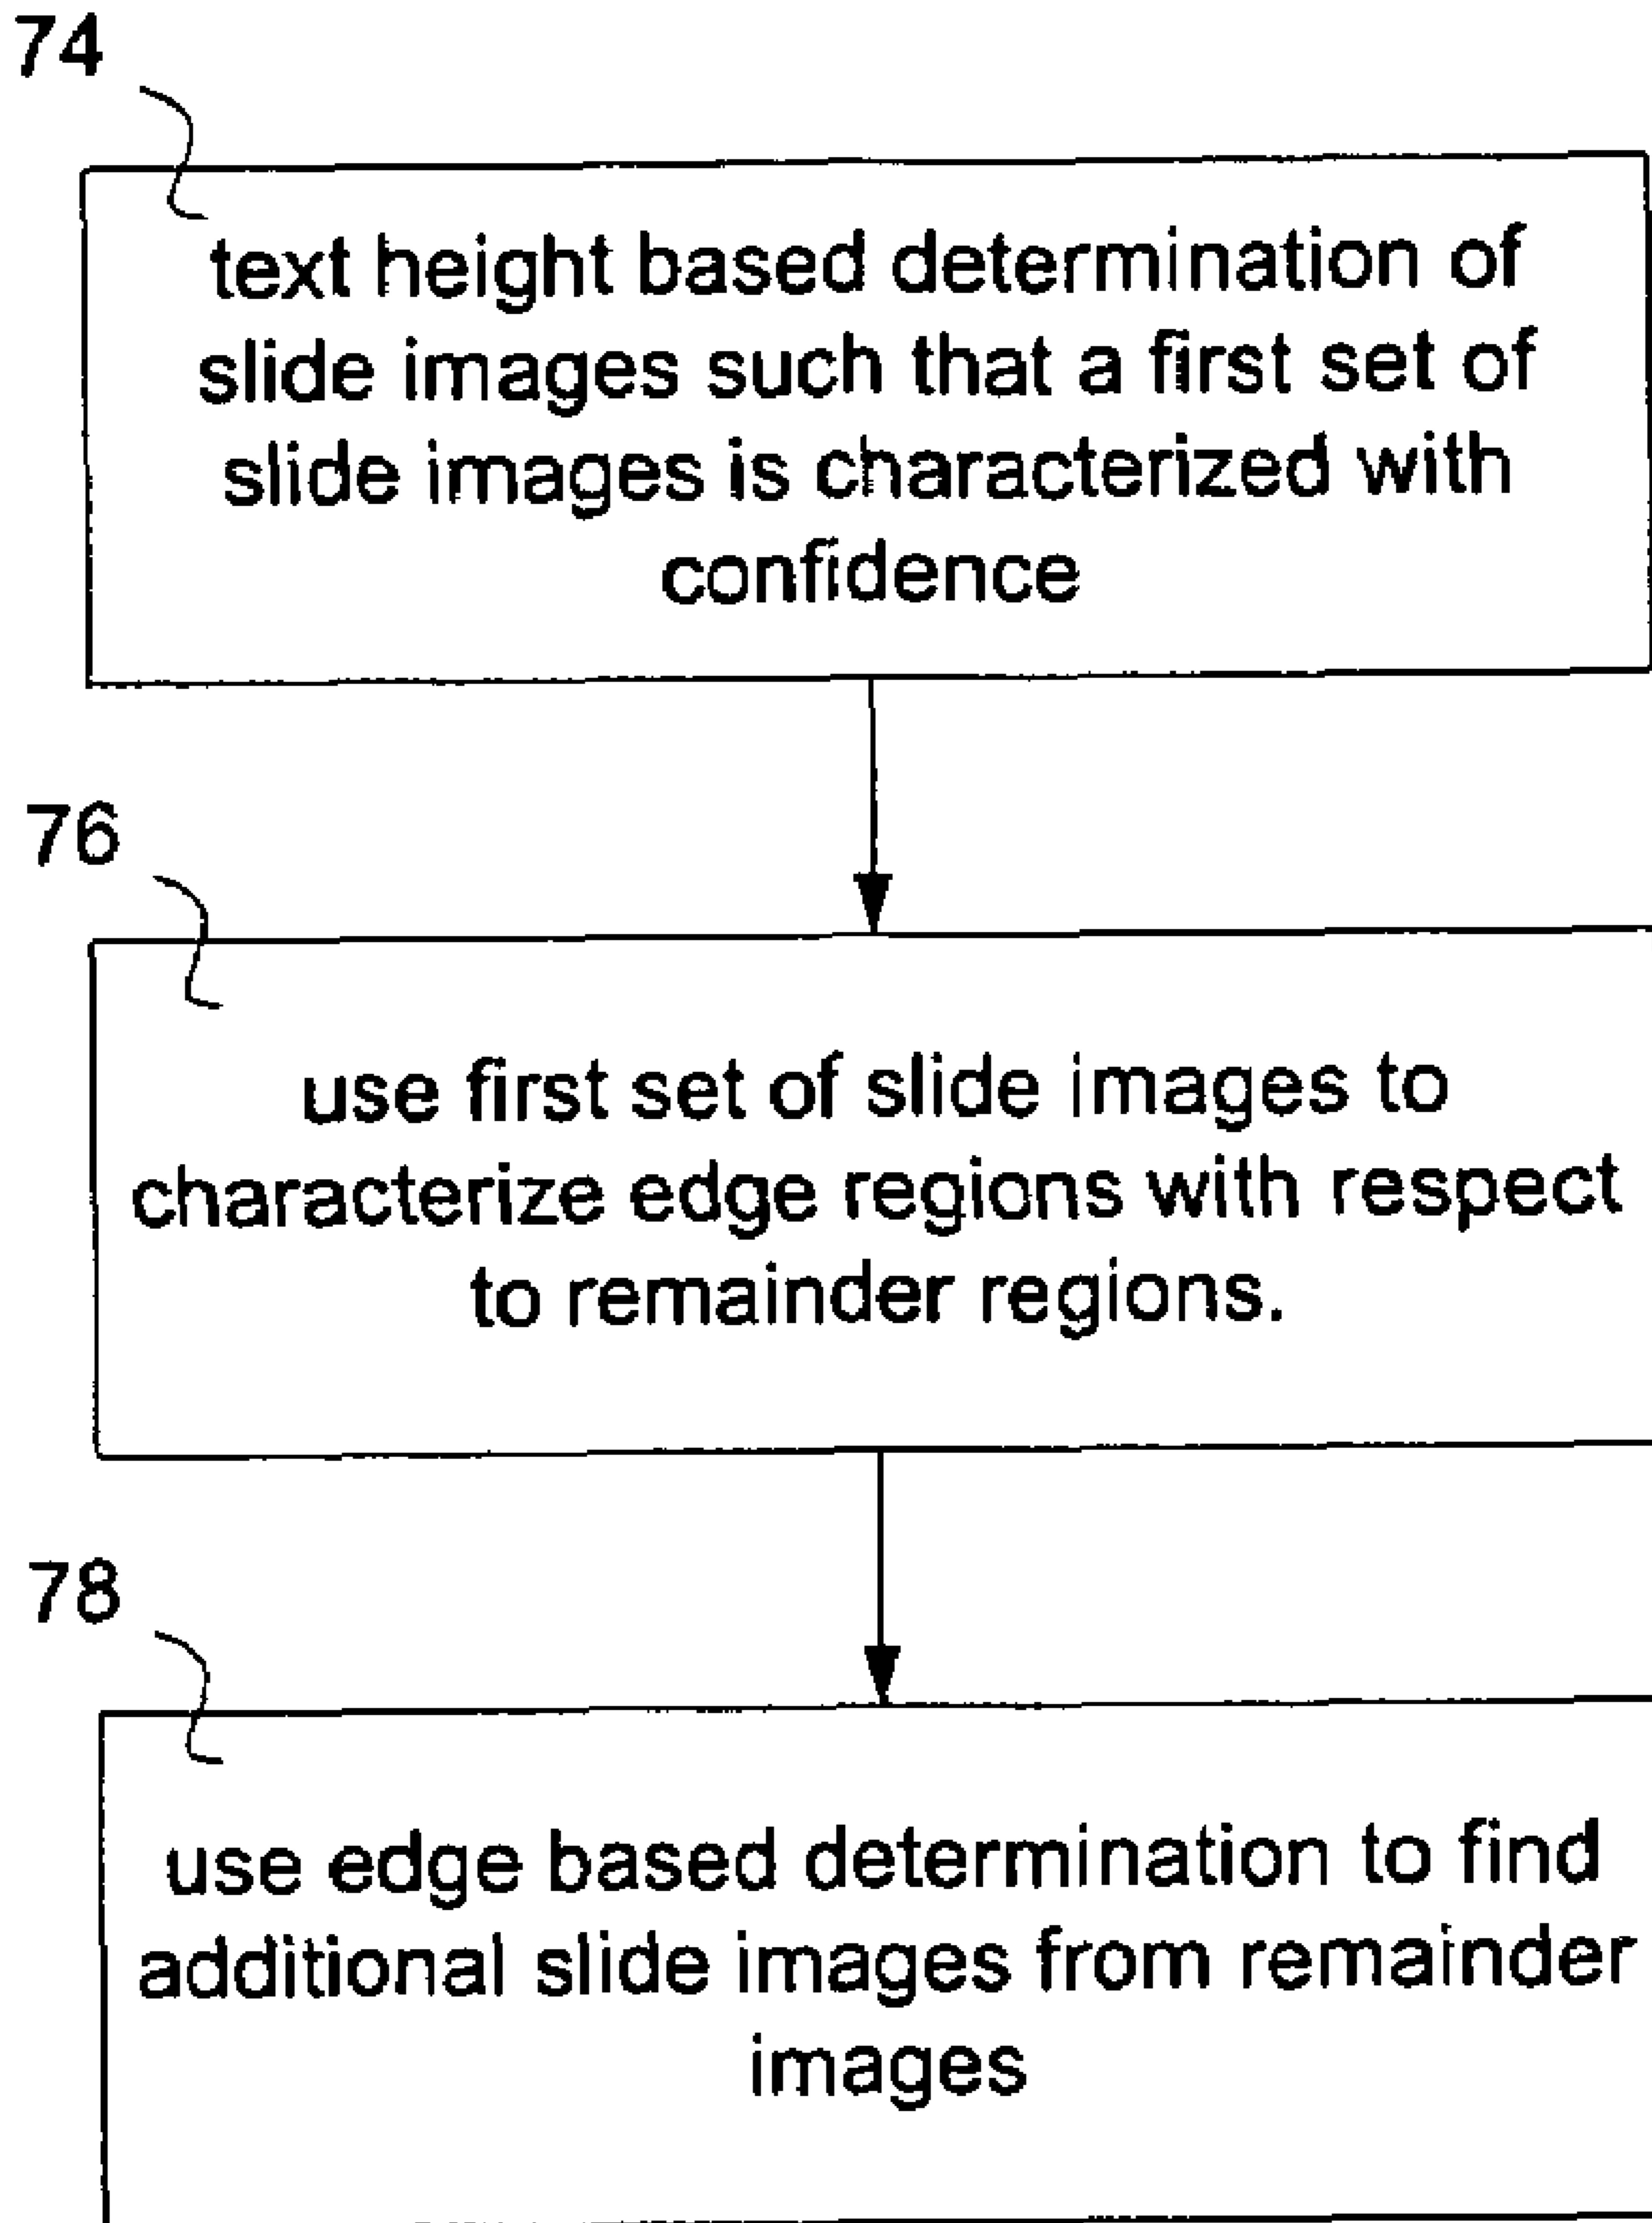 74
text height based determination of
slide images such that a first set of
slide images is characterized with
confidence
76
use first set of slide images to
characterize edge regions with respect
to remainder regions.
78
use edge based determination to find
additional slide images from remainder
images